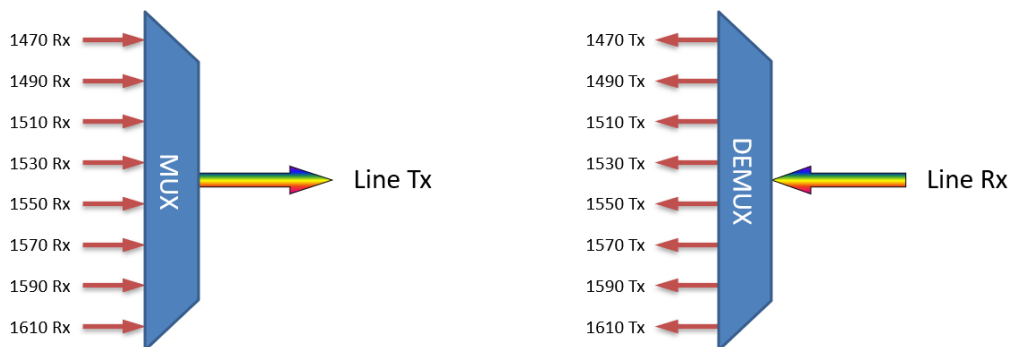 1470 Rx
1490 Rx
1510 Rx
1530 Rx
1550 Rx
1570 Rx
1590 Rx
1610 Rx
MUX
Line Tx
1470 Tx
1490 Tx
1510 Tx
1530 Tx
1550 Tx
1570 Tx
1590 Tx
1610 Tx
DEMUX
Line Rx